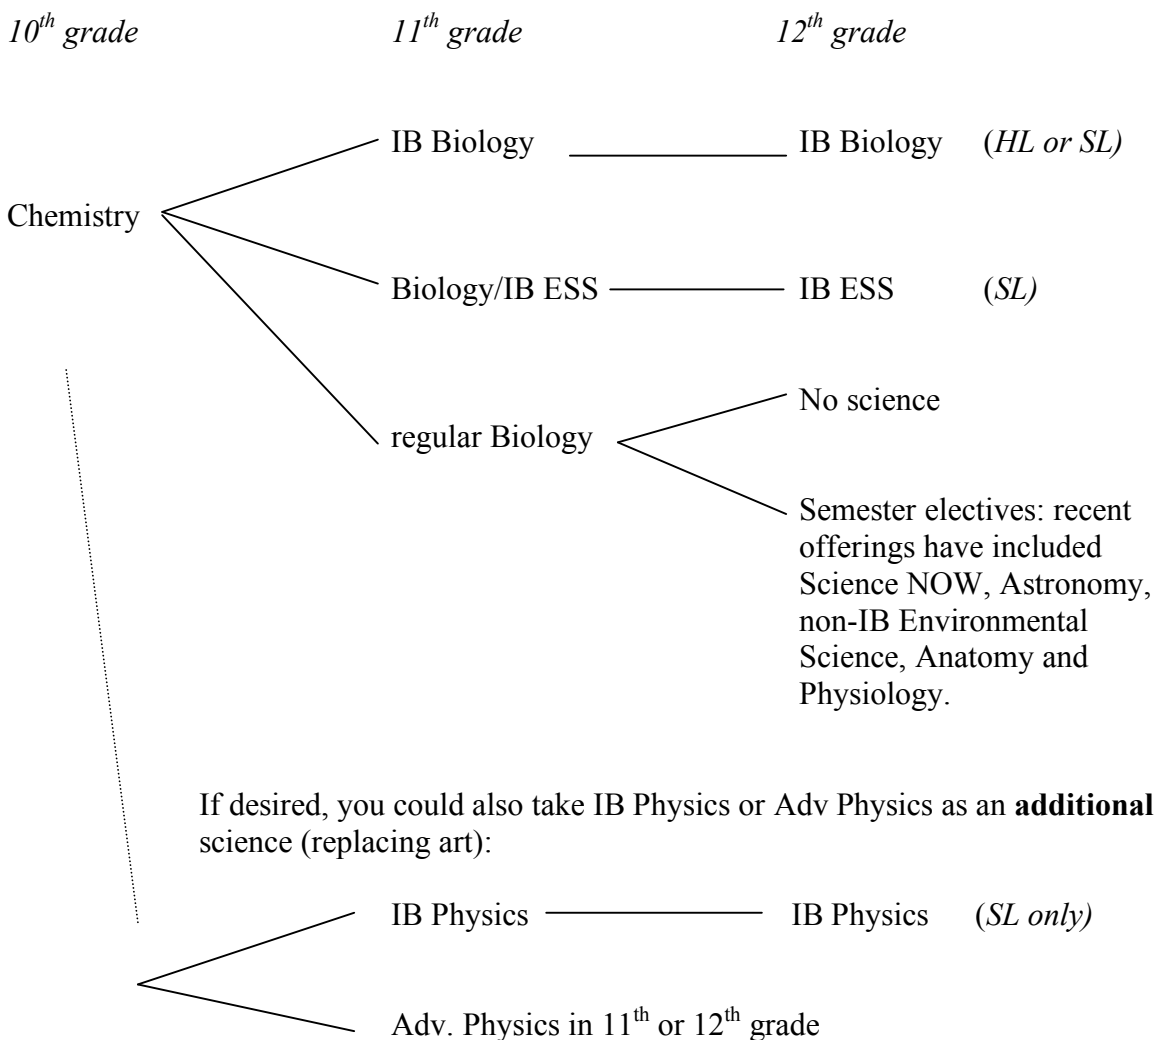 10th grade 11th grade 12th grade
IB Biology IB Biology (HL or SL)
Chemistry
Biology/IB ESS IB ESS (SL)
No science
regular Biology
Semester electives: recent
offerings have included
Science NOW, Astronomy,
non-IB Environmental
Science, Anatomy and
Physiology.
If desired, you could also take IB Physics or Adv Physics as an additional
science (replacing art):
IB Physics IB Physics (SL only)
Adv. Physics in 11th or 12th grade